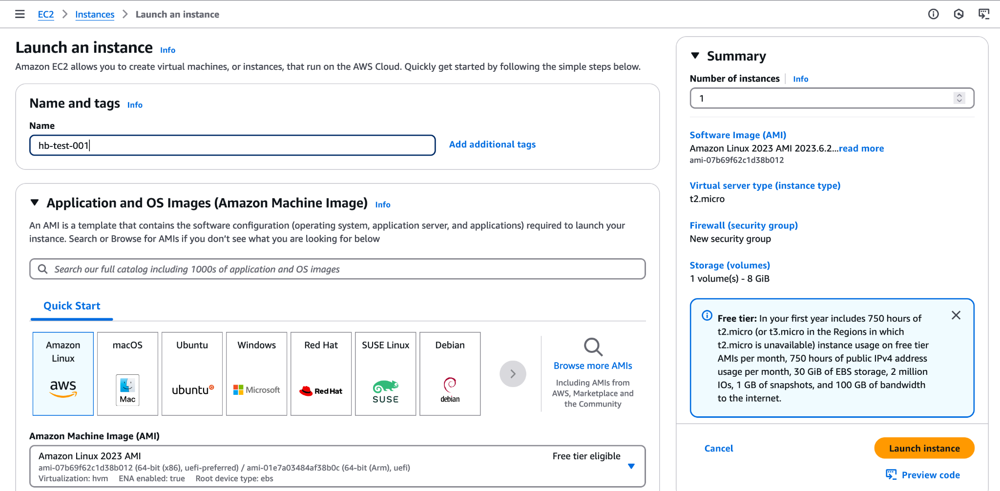 EC2 > Instances > Launch an instance
Launch an instance Info
Amazon EC2 allows you to create virtual machines, or instances, that run on the AWS Cloud. Quickly get started by following the simple steps below.
Name and tags Info
Name
hb-test-001
Add additional tags
Application and OS Images (Amazon Machine Image) Info
An AMI is a template that contains the software configuration (operating system, application server, and applications) required to launch your
instance. Search or Browse for AMIs if you don’t see what you are looking for below
Search our full catalog including 1000s of application and OS images
Quick Start
Amazon
Linux
aws
macOS
Mac
Ubuntu
ubuntu
Windows
Microsoft
Red Hat
Red Hat
SUSE Linux
SUSE
Debian
debian
Browse more AMIs
Including AMIs from
AWS, Marketplace and
the Community
Amazon Machine Image (AMI)
Amazon Linux 2023 AMI
Free tier eligible
ami-07b69f62c1d38b012 (64-bit (x86), uefi-preferred) / ami-01e7a03484af38b0c (64-bit (Arm), uefi)
Virtualization: hvm ENA enabled: true Root device type: ebs
Summary
Number of instances Info
1
Software Image (AMI)
Amazon Linux 2023 AMI 2023.6.2...read more
ami-07b69f62c1d38b012
Virtual server type (instance type)
t2.micro
Firewall (security group)
New security group
Storage (volumes)
1 volume(s) - 8 GiB
Free tier: In your first year includes 750 hours of
t2.micro (or t3.micro in the Regions in which
t2.micro is unavailable) instance usage on free tier
AMIs per month, 750 hours of public IPv4 address
usage per month, 30 GiB of EBS storage, 2 million
IOs, 1 GB of snapshots, and 100 GB of bandwidth
to the internet.
Cancel
Launch instance
Preview code